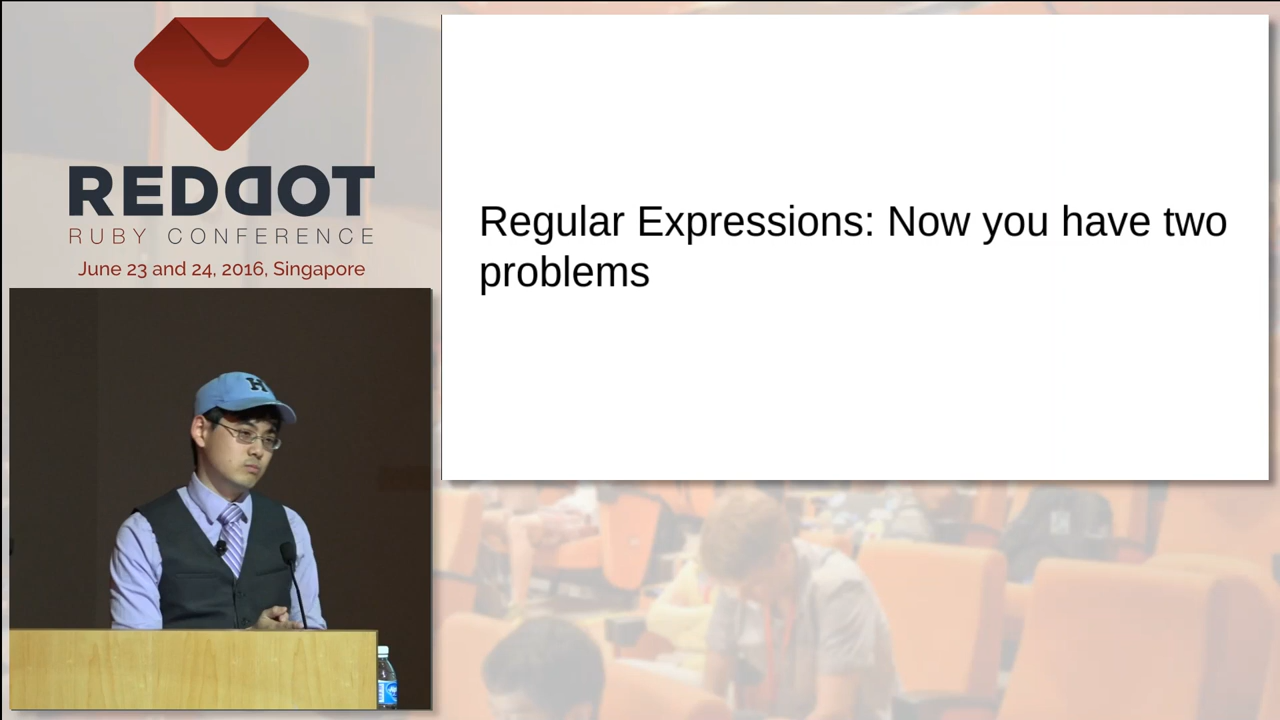 REDDOT
RUBY CONFERENCE
June 23 and 24, 2016, Singapore
H
Regular Expressions: Now you have two
problems